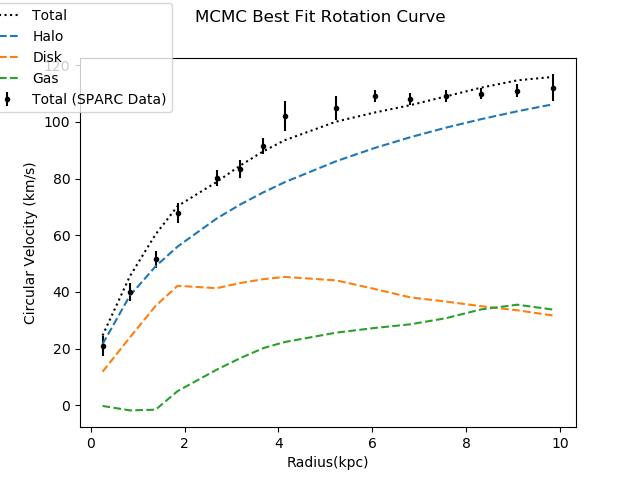 MCMC Best Fit Rotation Curve
Total
Halo
Disk
Gas
Total (SPARC Data)
120
100
80
60
40
20
0
Circular Velocity (km/s)
0 2 4 6 8 10
Radius(kpc)